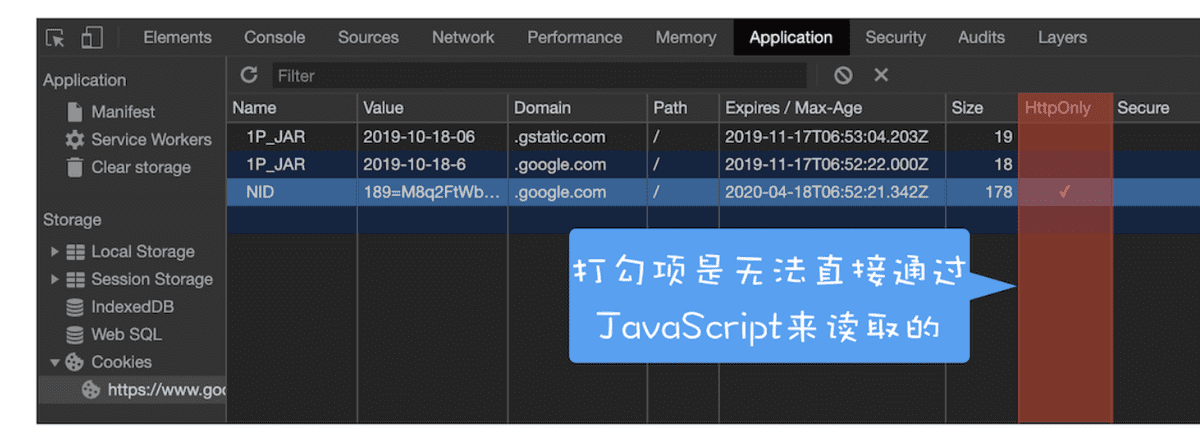 Elements Console Sources Network Performance Memory Application Security Audits Layers
Application
Filter
Manifest
Service Workers
Clear storage
Storage
Local Storage
Session Storage
IndexedDB
Web SQL
Cookies
https://www.goo
Name Value Domain Path Expires / Max-Age Size HttpOnly Secure
1P_JAR 2019-10-18-06 .gstatic.com / 2019-11-17T06:53:04.203Z 19
1P_JAR 2019-10-18-6 .google.com / 2019-11-17T06:52:22.000Z 18
NID 189=M8q2FtWb... .google.com / 2020-04-18T06:52:21.342Z 178 ✓
打勾项是无法直接通过
JavaScript来读取的